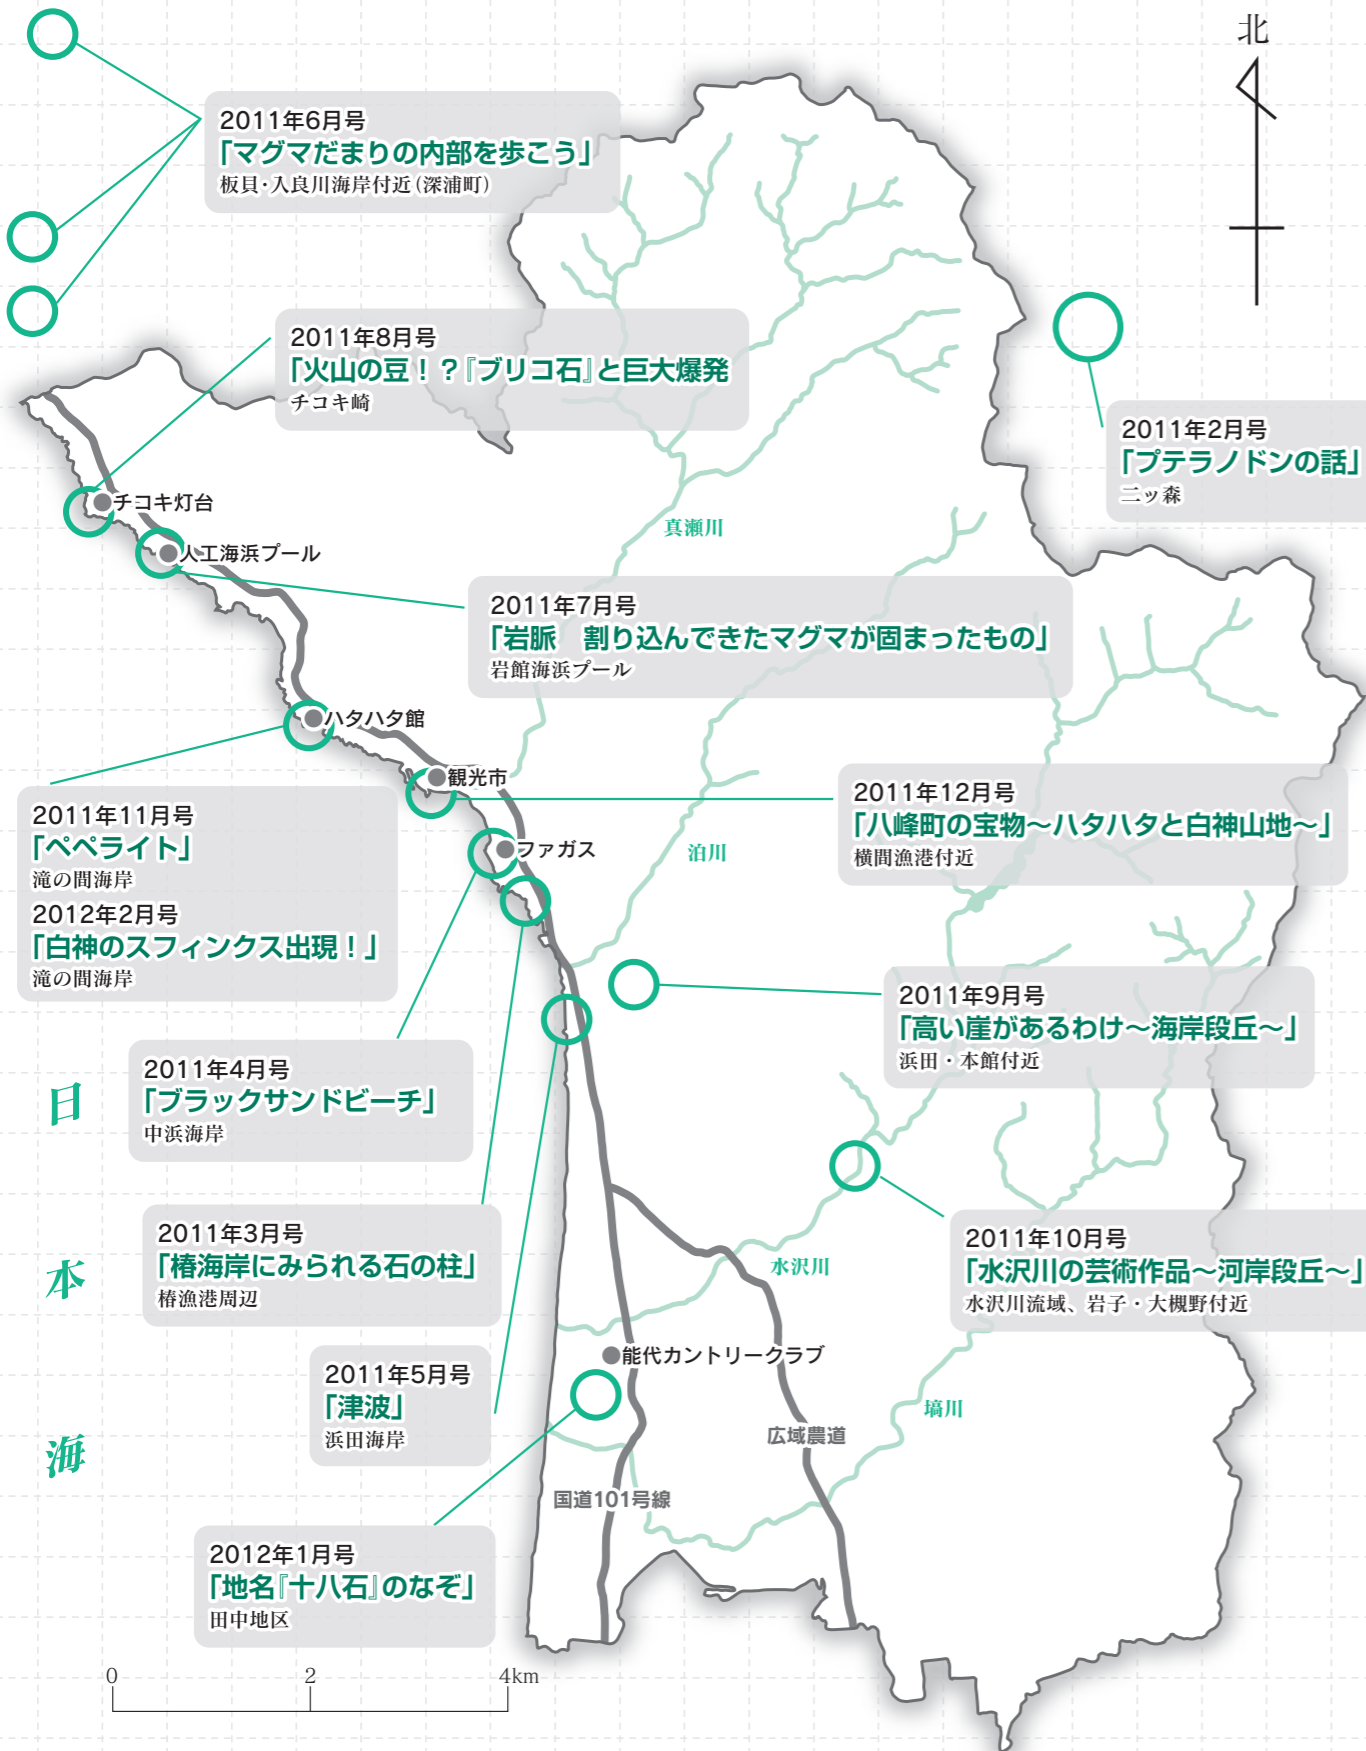 北
2011年6月号
「マグマだまりの内部を歩こう」
板貝・入良川海岸付近（深浦町）
2011年8月号
「火山の豆！？『ブリコ石』と巨大爆発
チコキ崎
2011年2月号
「プテラノドンの話」
二ッ森
チコキ灯台
人工海浜プール
真瀬川
2011年7月号
「岩脈　割り込んできたマグマが固まったもの」
岩館海浜プール
ハタハタ館
観光市
2011年11月号
「ペペライト」
滝の間海岸
2012年2月号
「白神のスフィンクス出現！」
滝の間海岸
2011年12月号
「八峰町の宝物～ハタハタと白神山地～」
横間漁港付近
ファガス
泊川
2011年9月号
「高い崖があるわけ～海岸段丘～」
浜田・本館付近
2011年4月号
「ブラックサンドビーチ」
中浜海岸
日
本
海
2011年3月号
「椿海岸にみられる石の柱」
椿漁港周辺
水沢川
2011年10月号
「水沢川の芸術作品～河岸段丘～」
水沢川流域、岩子・大槻野付近
能代カントリークラブ
2011年5月号
「津波」
浜田海岸
塙川
広域農道
国道101号線
2012年1月号
「地名『十八石』のなぞ」
田中地区
0 2 4km